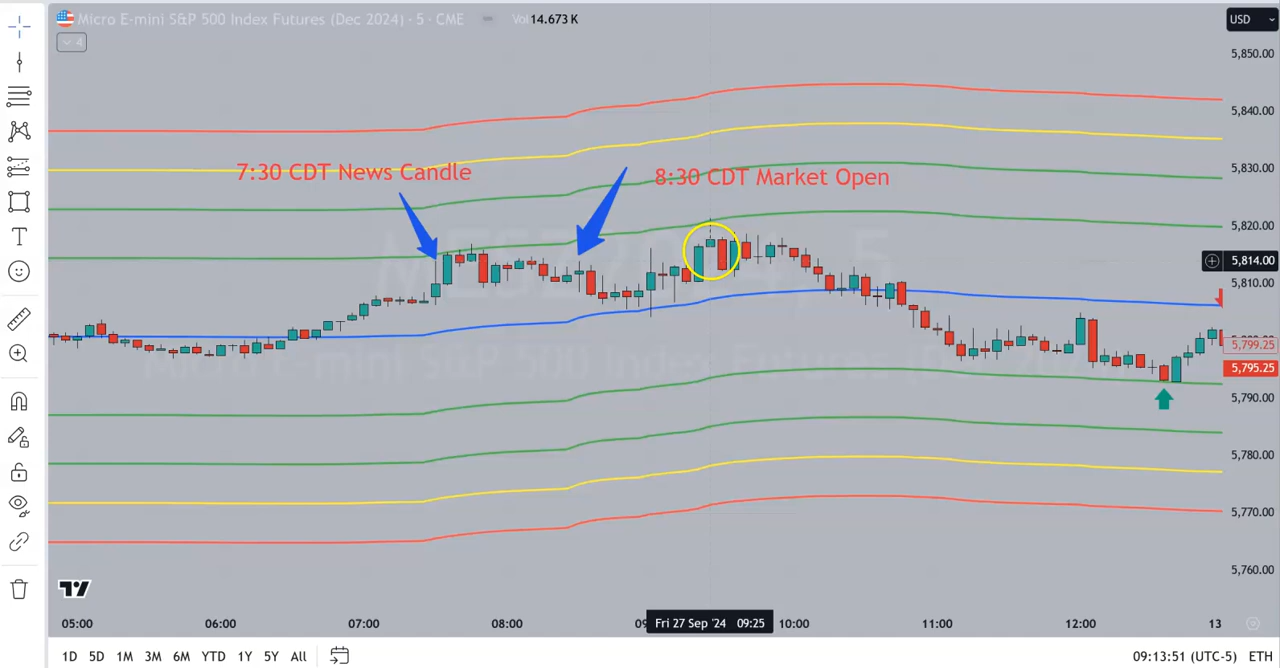 Micro E-mini S&P 500 Index Futures (Dec 2024) · 5 · CME
Vol 14.673 K
4
USD
5,850.00
5,840.00
5,830.00
7:30 CDT News Candle
8:30 CDT Market Open
5,820.00
5,814.00
5,810.00
5,799.25
5,795.25
5,790.00
5,780.00
5,770.00
5,760.00
05:00
06:00
07:00
08:00
Fri 27 Sep '24 09:25
10:00
11:00
12:00
13
1D 5D 1M 3M 6M YTD 1Y 5Y All
09:13:51 (UTC-5) ETH